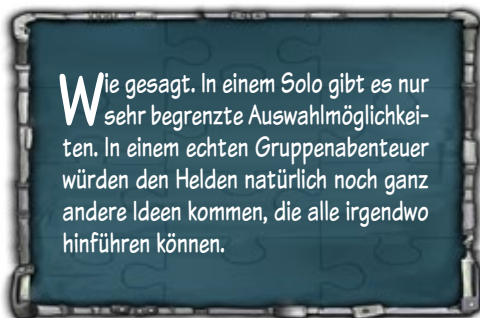 Wie gesagt. In einem Solo gibt es nur
sehr begrenzte Auswahlmöglichkei-
ten. In einem echten Gruppenabenteuer
würden den Helden natürlich noch ganz
andere Ideen kommen, die alle irgendwo
hinführen können.